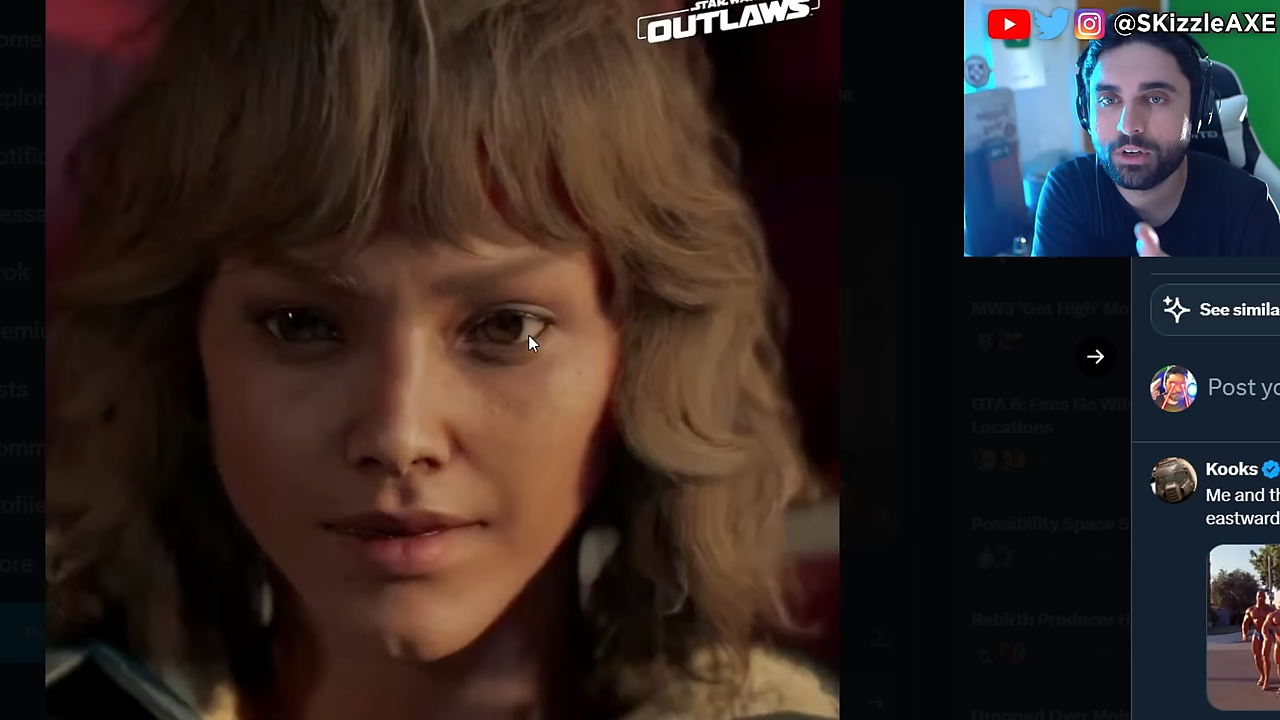 STAR WARS
OUTLAWS
@SKizzleAXE
MW3 'Get High' Mo
GTA 6: Fans Go Wil
Locations
See simila
Post yo
Possibility Space S
Kooks
Me and th
eastward
Rebirth Producer H